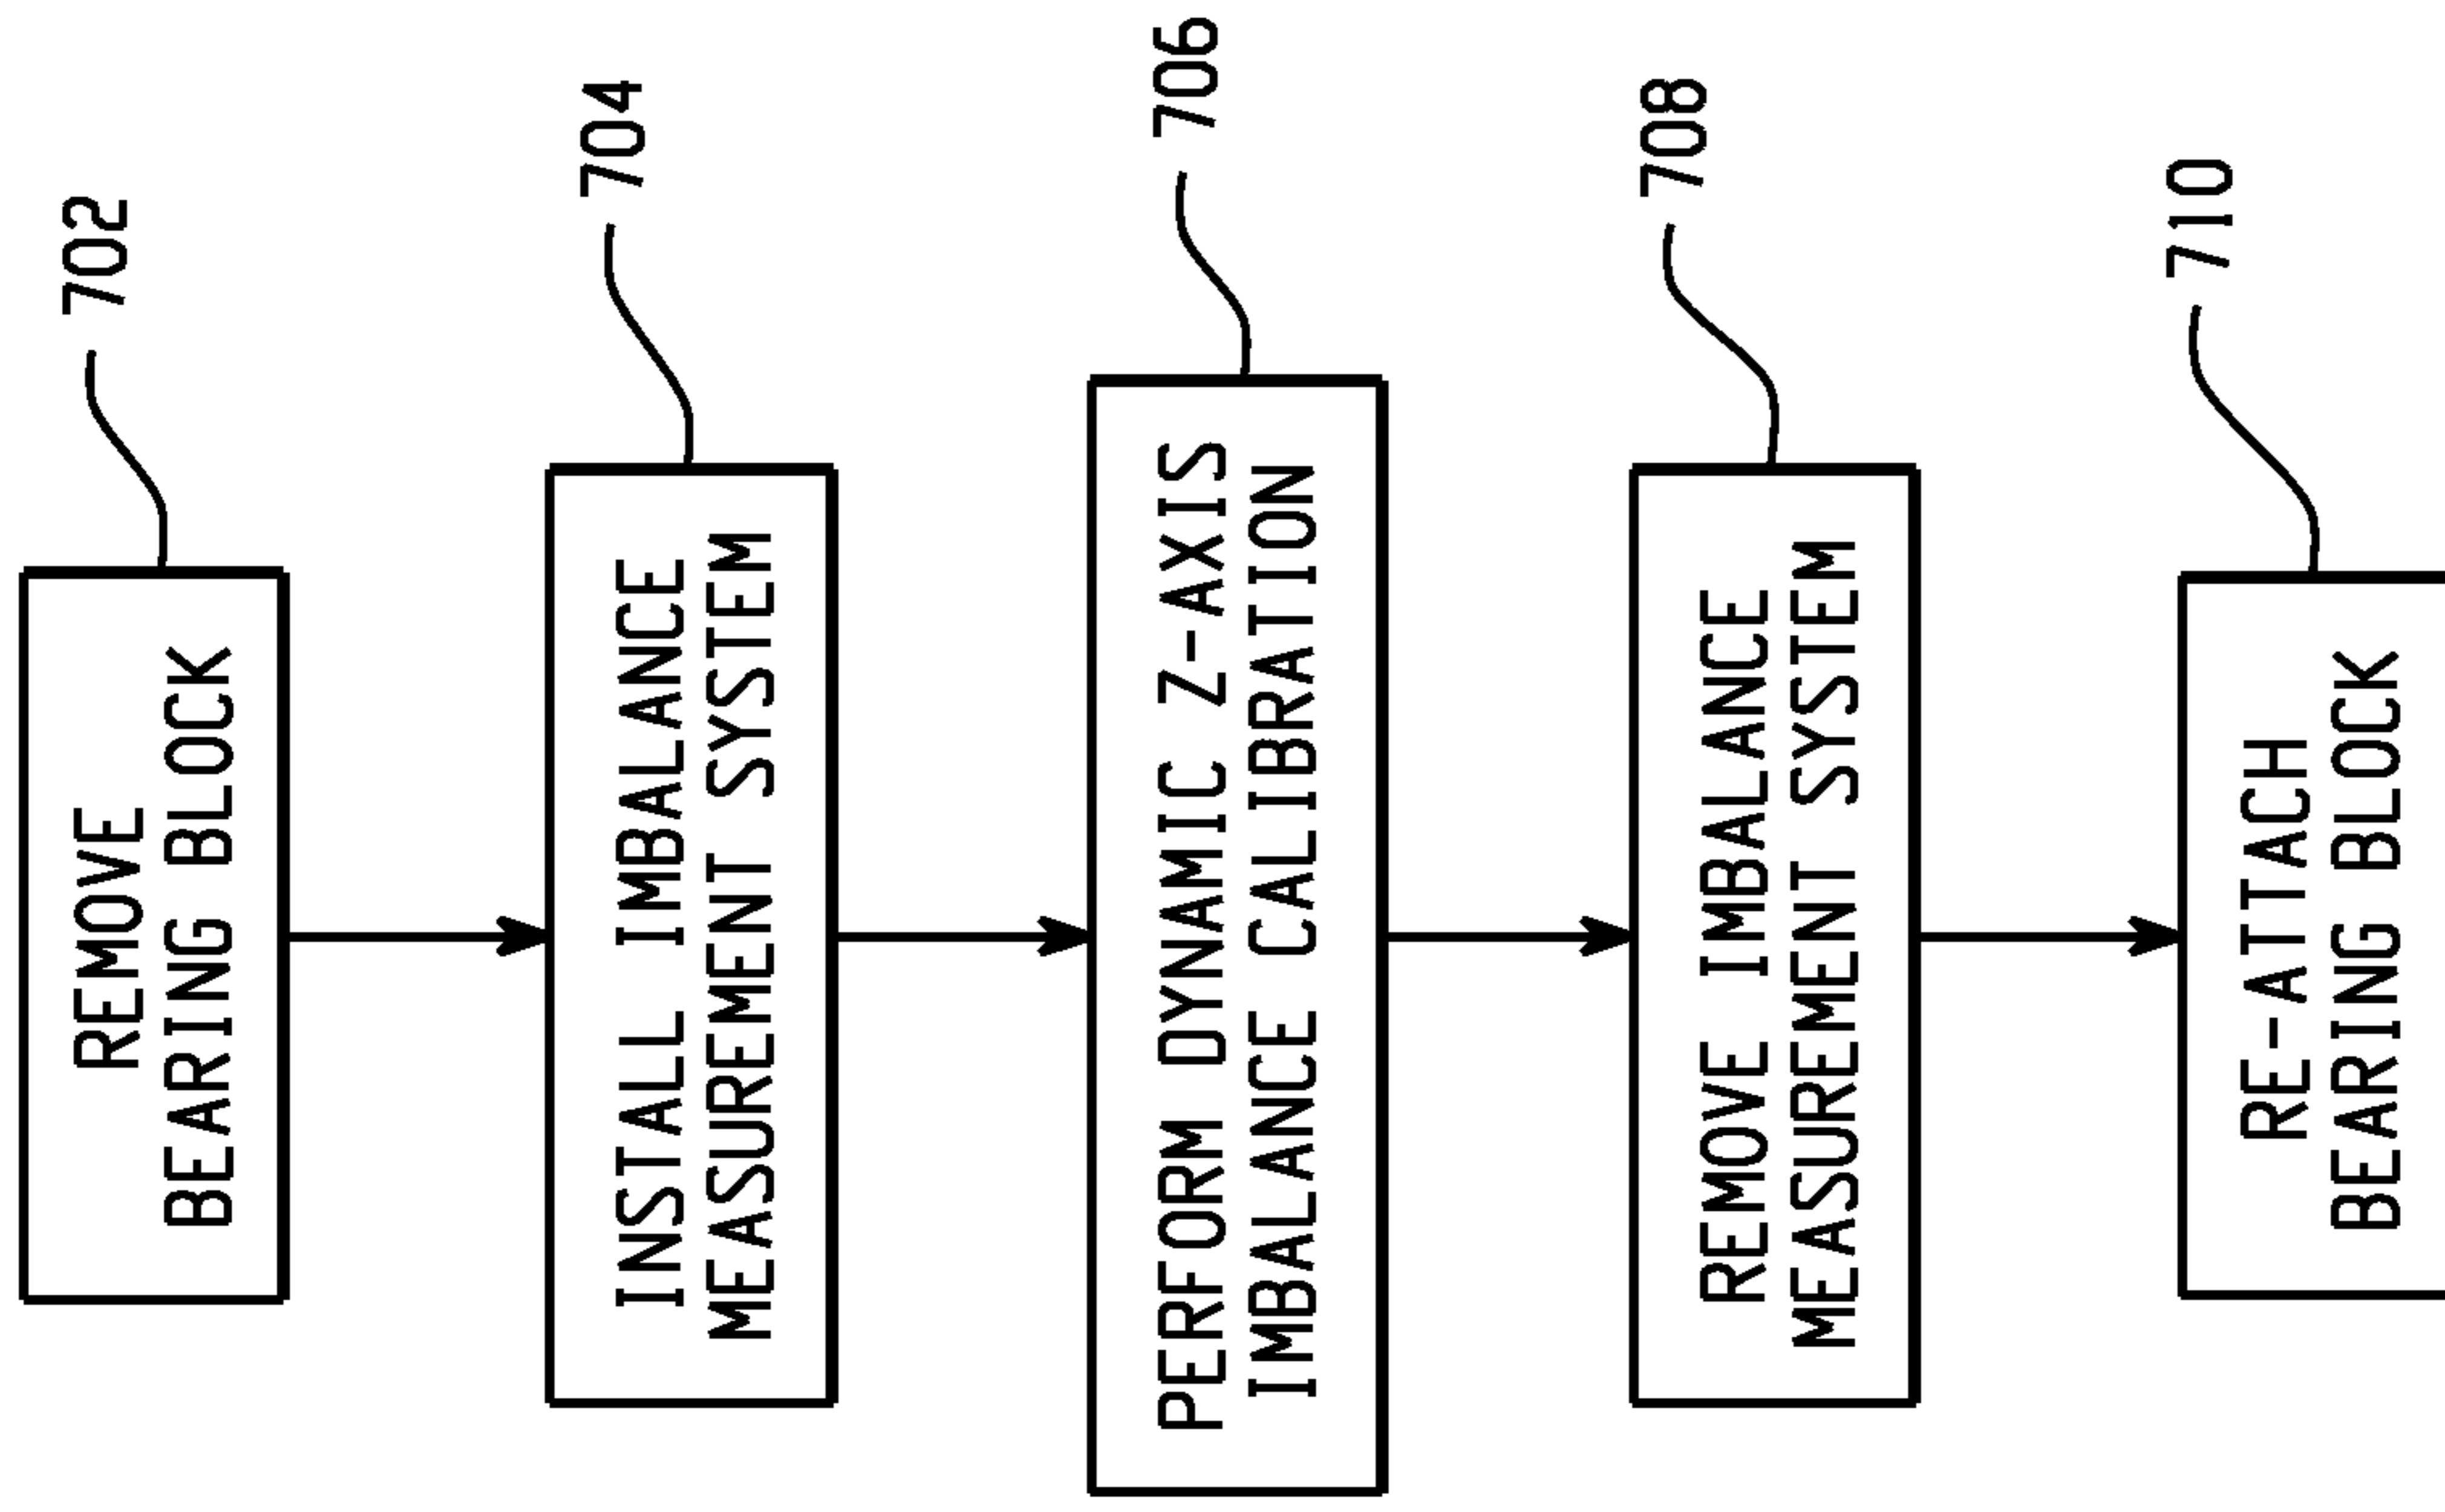 702
REMOVE
BEARING BLOCK
704
INSTALL IMBALANCE
MEASUREMENT SYSTEM
706
PERFORM DYNAMIC Z-AXIS
IMBALANCE CALIBRATION
708
REMOVE IMBALANCE
MEASUREMENT SYSTEM
710
RE-ATTACH
BEARING BLOCK